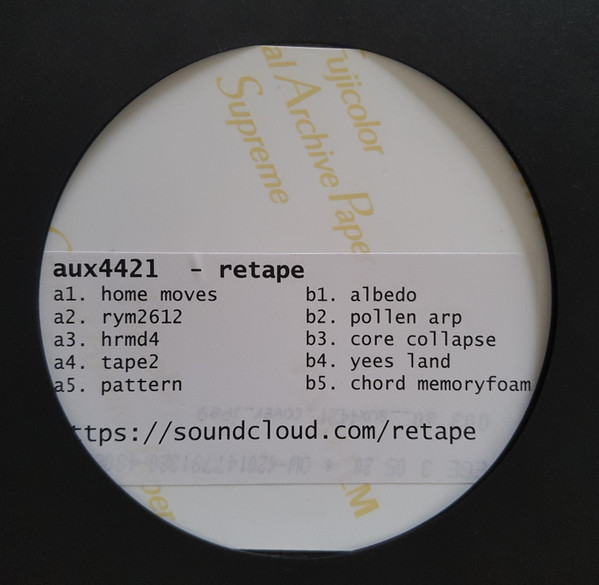 Fujicolor
al Archive Pape
Supreme
aux4421 - retape
a1. home moves
a2. rym2612
a3. hrmd4
a4. tape2
a5. pattern
b1. albedo
b2. pollen arp
b3. core collapse
b4. yees land
b5. chord memoryfoam
ttps://soundcloud.com/retape
per
M